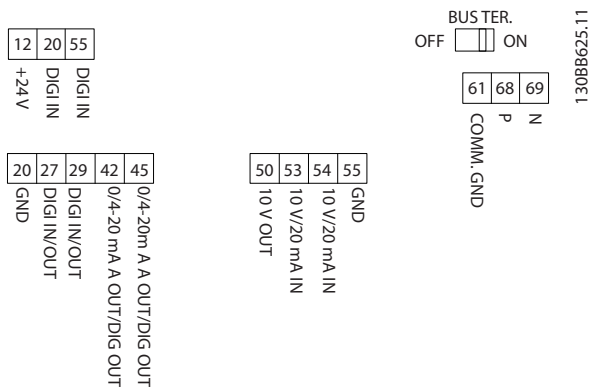 BUS TER.
OFF ON
130BB625.11
12 20 55
+24 V
DIGI IN
DIGI IN
61 68 69
COMM. GND
P
N
20 27 29 42 45
GND
DIGI IN/OUT
DIGI IN/OUT
0/4-20 mA A OUT/DIG OUT
0/4-20m A A OUT/DIG OUT
50 53 54 55
10 V OUT
10 V/20 mA IN
10 V/20 mA IN
GND